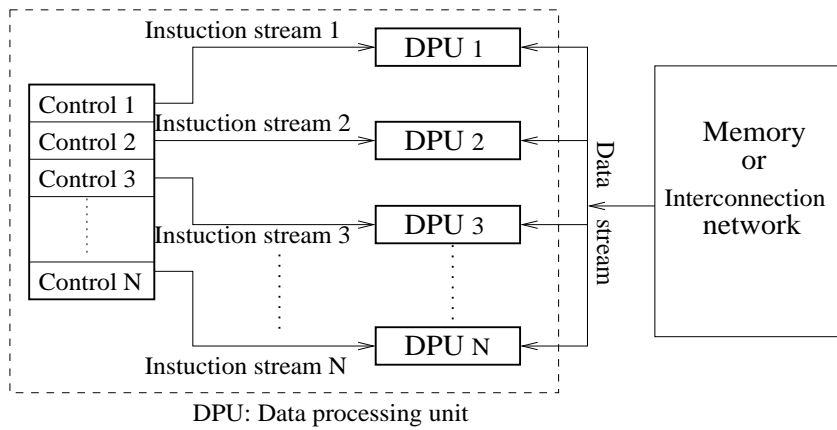 Instuction stream 1
DPU 1
Control 1
Control 2
Control 3
Control N
Instuction stream 2
DPU 2
Instuction stream 3
DPU 3
Instuction stream N
DPU N
Data stream
Memory
or
Interconnection
network
DPU: Data processing unit